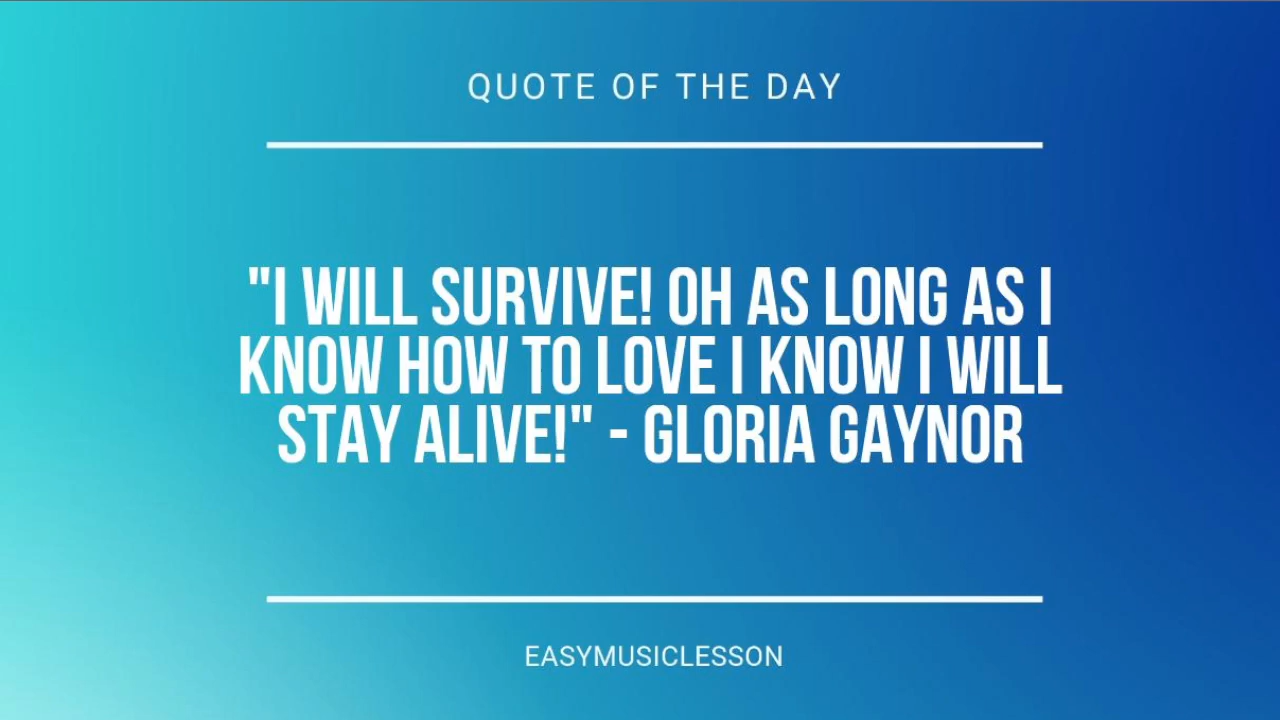 QUOTE OF THE DAY
"I WILL SURVIVE! OH AS LONG AS I
KNOW HOW TO LOVE I KNOW I WILL
STAY ALIVE!" - GLORIA GAYNOR
EASYMUSICLESSON